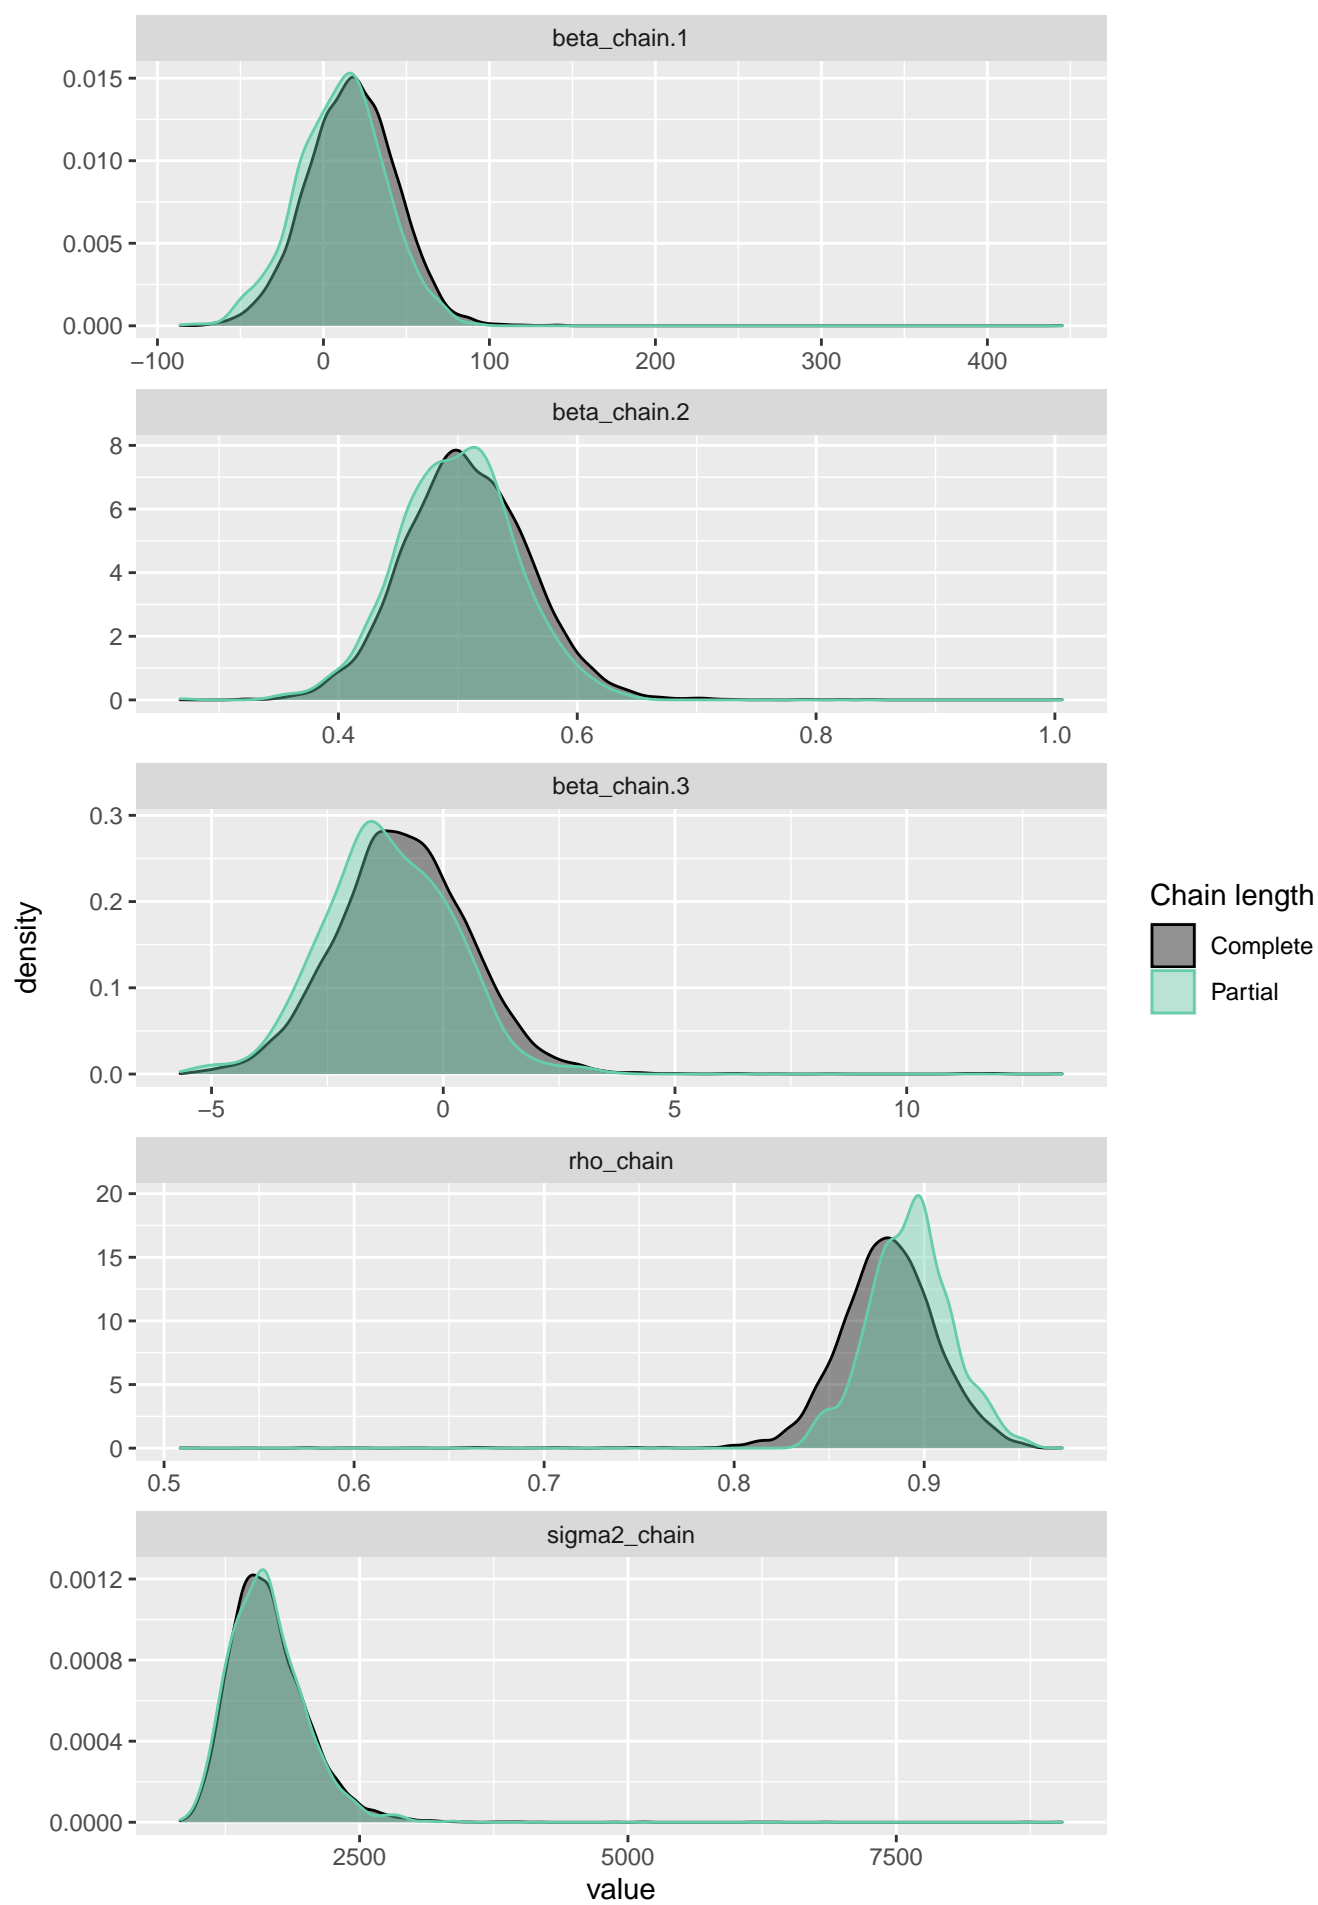 beta_chain.1
0.015
0.010
0.005
0.000
−100 0 100 200 300 400
beta_chain.2
8
6
4
2
0
0.4 0.6 0.8 1.0
beta_chain.3
0.3
0.2
0.1
0.0
−5 0 5 10
density
Chain length
Complete
Partial
rho_chain
20
15
10
5
0
0.5 0.6 0.7 0.8 0.9
sigma2_chain
0.0012
0.0008
0.0004
0.0000
2500 5000 7500
value